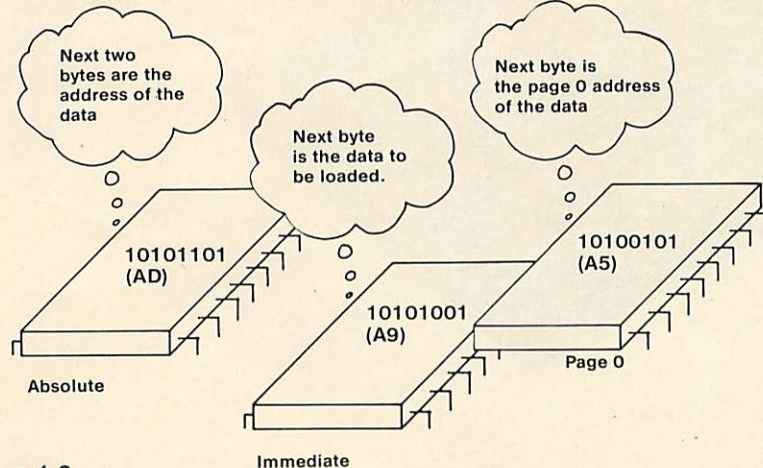 Next two
bytes are the
address of the
data
Next byte
is the data to
be loaded.
Next byte is
the page 0 address
of the data
10101101
(AD)
10101001
(A9)
10100101
(A5)
Absolute
Immediate
Page 0